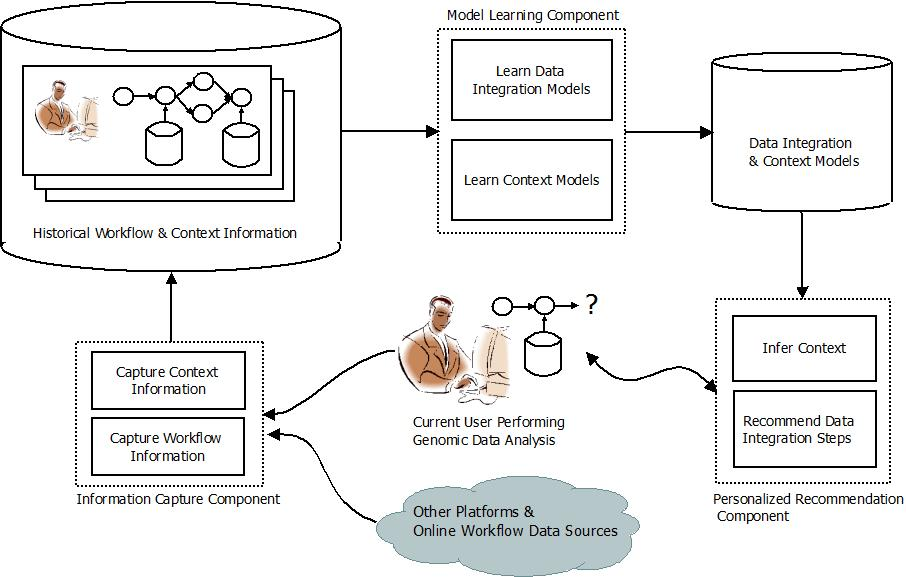 Model Learning Component
Learn Data
Integration Models
Learn Context Models
Data Integration
& Context Models
Historical Workflow & Context Information
?
Infer Context
Recommend Data
Integration Steps
Personalized Recommendation
Component
Current User Performing
Genomic Data Analysis
Capture Context
Information
Capture Workflow
Information
Information Capture Component
Other Platforms &
Online Workflow Data Sources